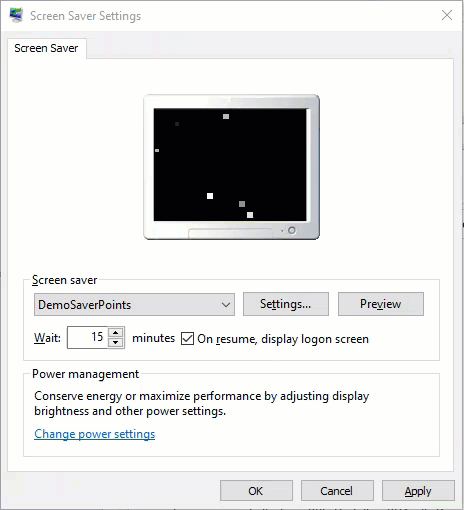 Screen Saver Settings
Screen Saver
Screen saver
DemoSaverPoints
Settings...
Preview
Wait: 15 minutes On resume, display logon screen
Power management
Conserve energy or maximize performance by adjusting display
brightness and other power settings.
Change power settings
OK
Cancel
Apply